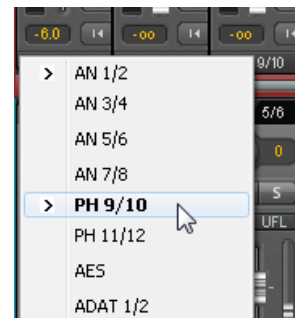 -6.0 -oo -oo
9/10
> AN 1/2
AN 3/4
5/6
AN 5/6
0
AN 7/8
S
> PH 9/10
UFL
PH 11/12
AES
ADAT 1/2